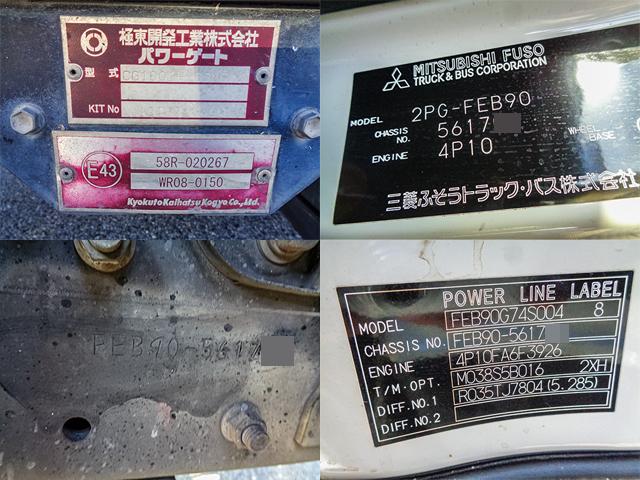 極東開発工業株式会社
パワーゲート
型式
KIT No
E43
58R-020267
WR08-0150
Kyokuto Kaihatsu Kogyo Co., Ltd.
MITSUBISHI FUSO
TRUCK & BUS CORPORATION
MODEL 2PG-FEB90
CHASSIS NO. 5617
WHEEL BASE
ENGINE 4P10
三菱ふそうトラック・バス株式会社
FEB90-5617
POWER LINE LABEL
MODEL FEB90G74S004 8
CHASSIS NO. FEB90-5617
ENGINE 4P10FA6F3926
T/M.OPT. M038S5B016 2XH
DIFF.NO.1 R035TJ7804(5.285)
DIFF.NO.2